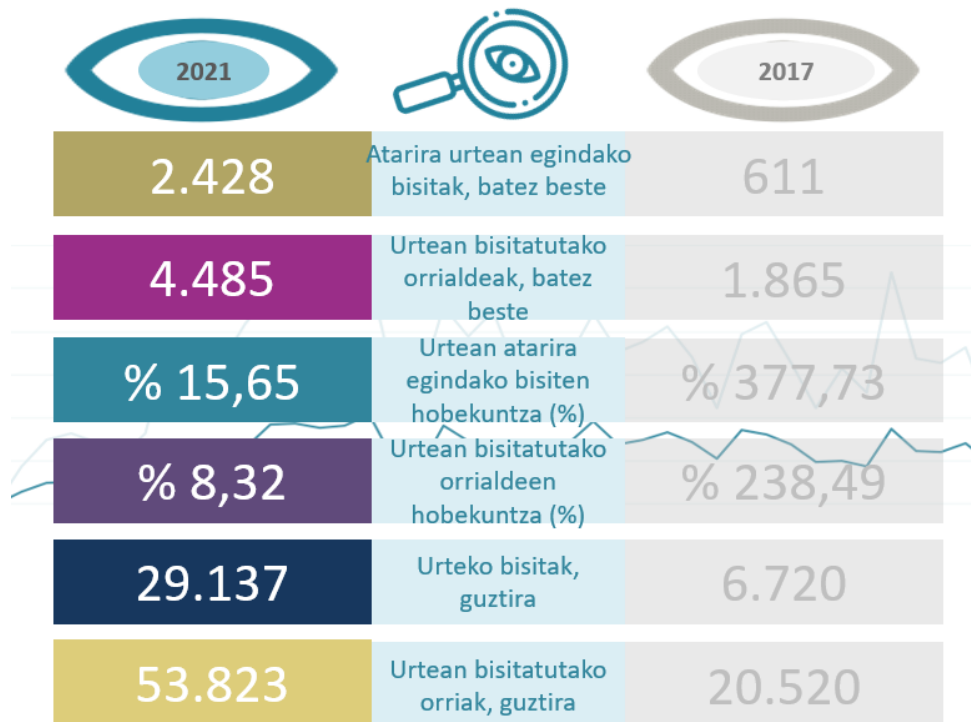 2021
2017
2.428
Atarira urtean egindako
bisitak, batez beste
611
4.485
Urtean bisitatutako
orrialdeak, batez
beste
1.865
% 15,65
Urtean atarira
egindako bisiten
hobekuntza (%)
% 377,73
% 8,32
Urtean bisitatutako
orrialdeen
hobekuntza (%)
% 238,49
29.137
Urteko bisitak,
guztira
6.720
53.823
Urtean bisitatutako
orriak, guztira
20.520